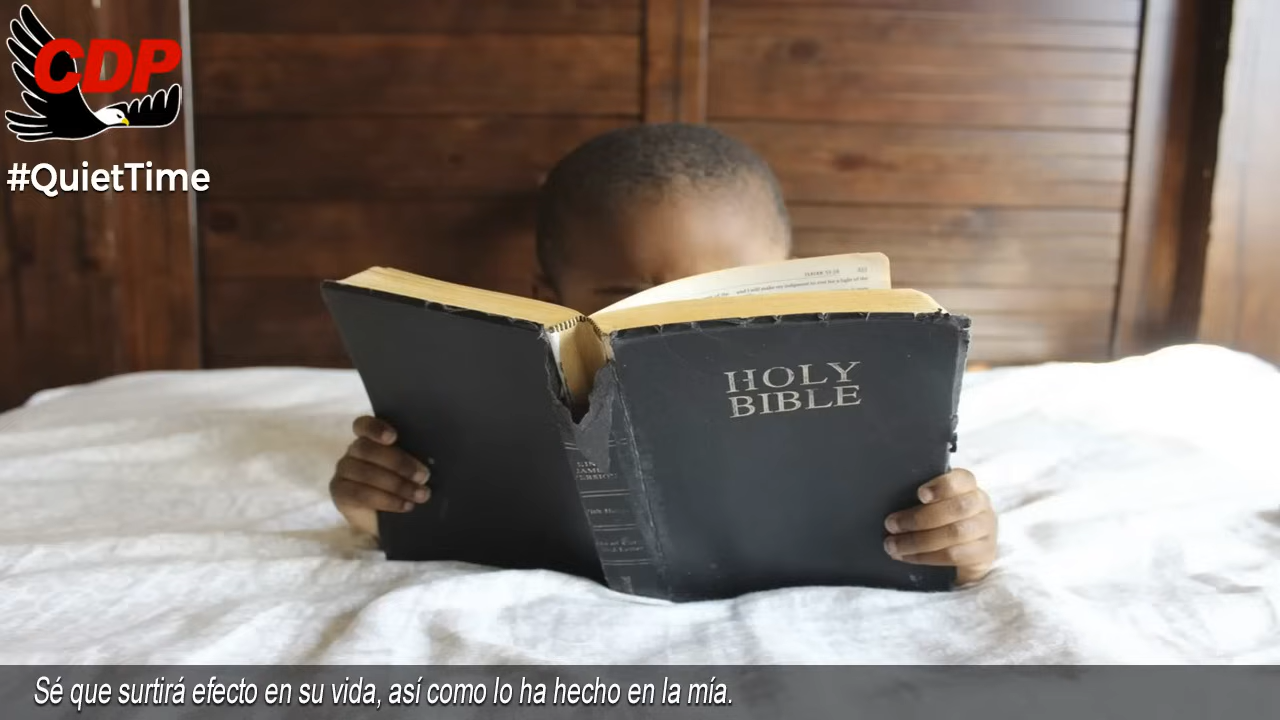 CDP
#QuietTime
HOLY
BIBLE
Sé que surtirá efecto en su vida, así como lo ha hecho en la mía.